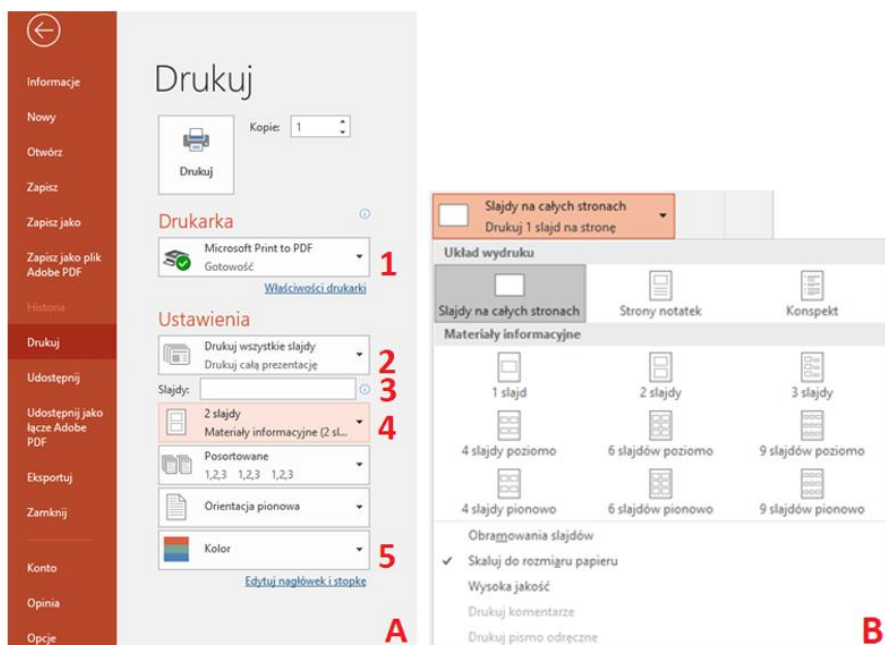 Informacje
Nowy
Otwórz
Zapisz
Zapisz jako
Zapisz jako plik
Adobe PDF
Historia
Drukuj
Udostępnij
Udostępnij jako
łącze Adobe
PDF
Eksportuj
Zamknij
Konto
Opinia
Opcje
Drukuj
Kopie: 1
Drukuj
Drukarka
Microsoft Print to PDF
Gotowość
1
Właściwości drukarki
Ustawienia
Drukuj wszystkie slajdy
Drukuj całą prezentację
2
Slajdy:
3
2 slajdy
Materiały informacyjne (2 sl...
4
Posortowane
1,2,3 1,2,3 1,2,3
Orientacja pionowa
Kolor
5
Edytuj nagłówek i stopkę
A
Slajdy na całych stronach
Drukuj 1 slajd na stronę
Układ wydruku
Slajdy na całych stronach Strony notatek Konspekt
Materiały informacyjne
1 slajd 2 slajdy 3 slajdy
4 slajdy poziomo 6 slajdów poziomo 9 slajdów poziomo
4 slajdy pionowo 6 slajdów pionowo 9 slajdów pionowo
Obramowania slajdów
Skaluj do rozmiaru papieru
Wysoka jakość
Drukuj komentarze
Drukuj pismo odręczne
B